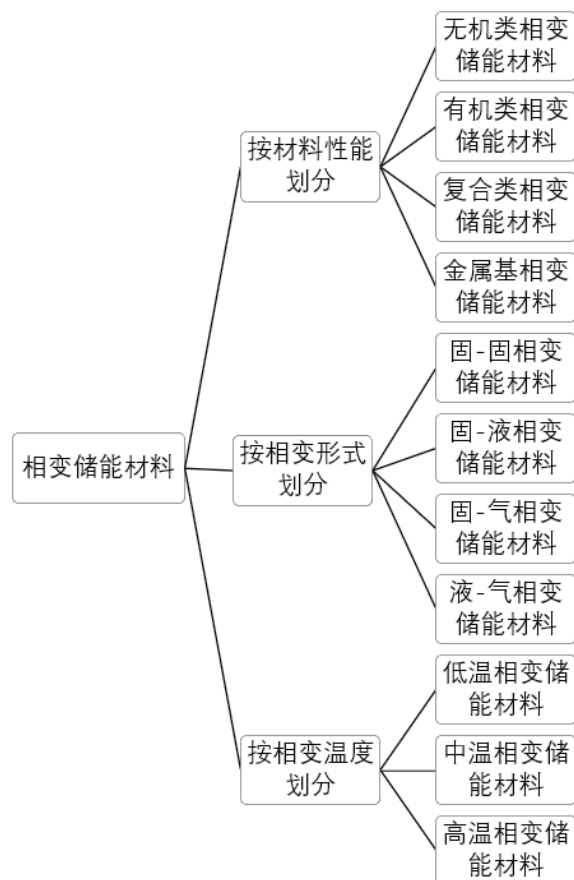 相变储能材料
按材料性能
划分
无机类相变
储能材料
有机类相变
储能材料
复合类相变
储能材料
金属基相变
储能材料
按相变形式
划分
固-固相变
储能材料
固-液相变
储能材料
固-气相变
储能材料
液-气相变
储能材料
按相变温度
划分
低温相变储
能材料
中温相变储
能材料
高温相变储
能材料